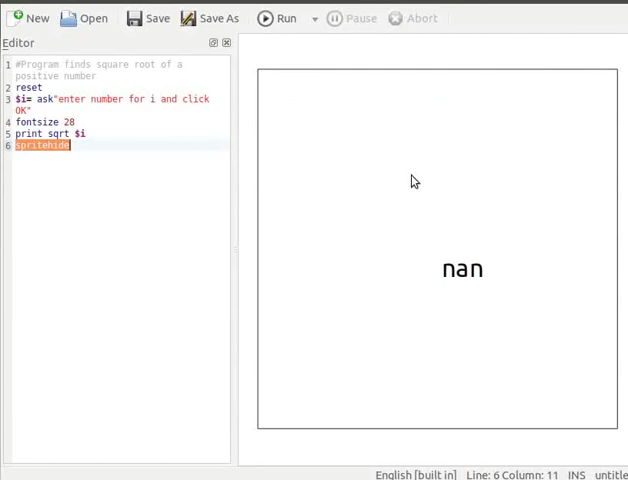 New Open Save Save As Run Pause Abort
Editor
1 #Program finds square root of a
positive number
2 reset
3 $i= ask"enter number for i and click
OK"
4 fontsize 28
5 print sqrt $i
6 spritehide
nan
English [built in] Line: 6 Column: 11 INS untitle